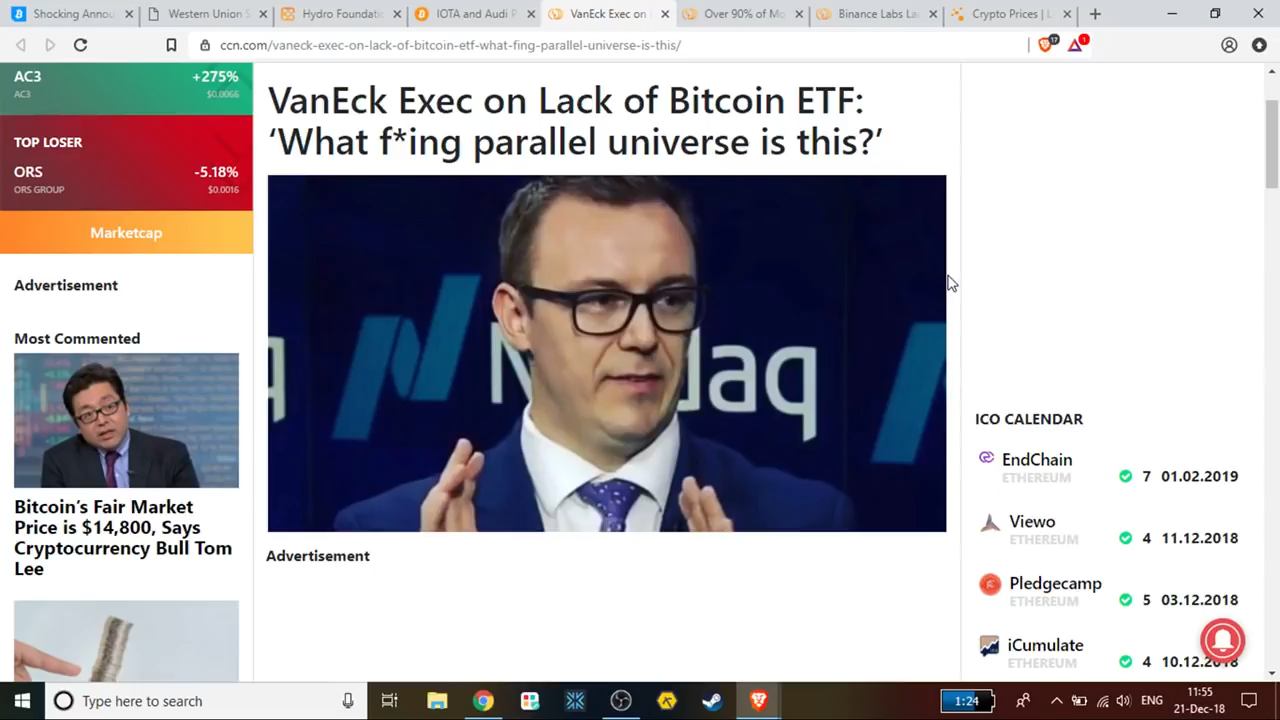 Shocking Annou
Western Union S
Hydro Foundatio
IOTA and Audi P
VanEck Exec on
Over 90% of Mo
Binance Labs La
Crypto Prices | L
ccn.com/vaneck-exec-on-lack-of-bitcoin-etf-what-fing-parallel-universe-is-this/
17
1
AC3
+275%
AC3
$0.0066
TOP LOSER
ORS
-5.18%
ORS GROUP
$0.0016
Marketcap
Advertisement
Most Commented
Bitcoin's Fair Market
Price is $14,800, Says
Cryptocurrency Bull Tom
Lee
VanEck Exec on Lack of Bitcoin ETF:
‘What f*ing parallel universe is this?’
Nasdaq
Advertisement
ICO CALENDAR
EndChain
ETHEREUM
7 01.02.2019
Viewo
ETHEREUM
4 11.12.2018
Pledgecamp
ETHEREUM
5 03.12.2018
iCumulate
ETHEREUM
4 10.12.2018
Type here to search
1:24
ENG
11:55
21-Dec-18